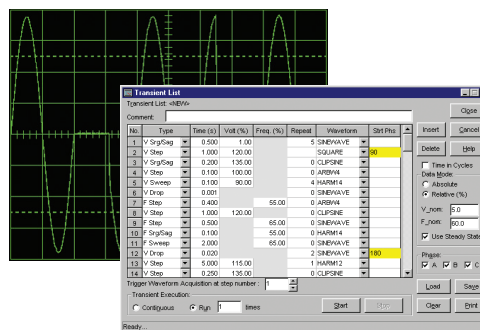 Transient List
Transient List: <NEW>
Comment:
Close
No. Type Time (s) Volt (%) Freq. (%) Repeat Waveform Strt Phs
1 V Srg/Sag 0.500 1.00 5 SINEWAVE
2 V Step 1.000 120.00 SQUARE 90
3 V Srg/Sag 0.200 135.00 0 CLIPSINE
4 V Step 0.100 100.00 0 ARBW4
5 V Sweep 0.100 90.00 4 HARM14
6 V Drop 0.001 0 SINEWAVE
7 F Step 0.400 55.00 0 ARBW4
8 V Step 1.000 120.00 0 CLIPSINE
9 F Step 0.500 65.00 0 SINEWAVE
10 F Srg/Sag 0.100 55.00 0 HARM14
11 F Sweep 2.000 65.00 0 SINEWAVE
12 V Drop 0.020 2 SINEWAVE 180
13 V Step 5.000 115.00 1 HARM12
14 V Step 0.250 135.00 0 CLIPSINE
Insert Cancel
Delete Help
Time in Cycles
Data Mode:
Absolute
Relative (%)
V_nom: 5.0
F_nom: 60.0
Use Steady State
Phase:
A B C
Load Save
Clear Print
Trigger Waveform Acquisition at step number : 1
Transient Execution:
Continuous Run 1 times Start Stop
Ready...